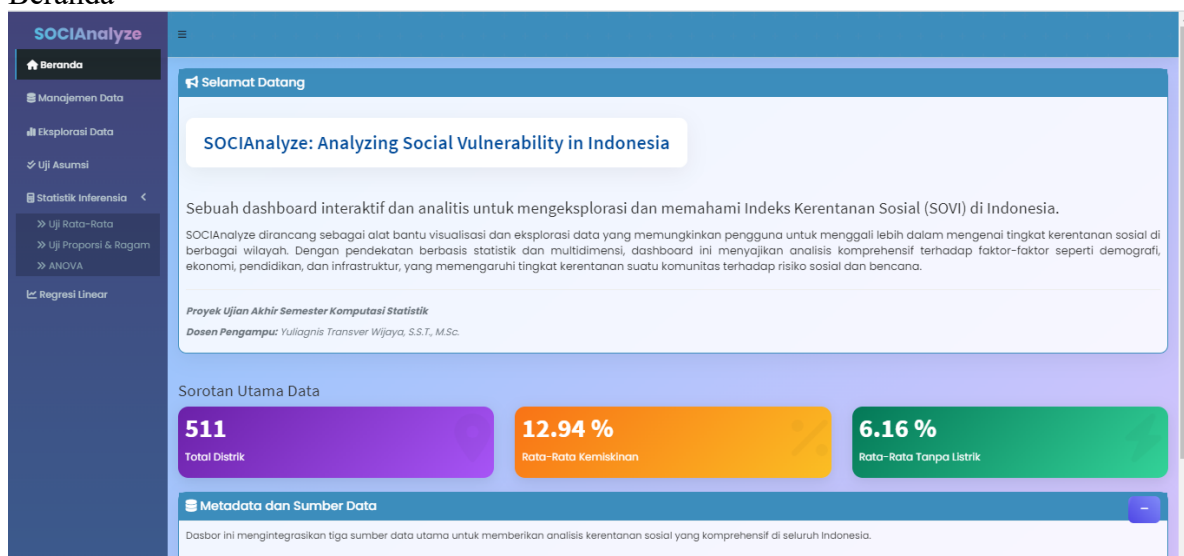 Beranda
SOCIAnalyze
Beranda
Manajemen Data
Eksplorasi Data
Uji Asumsi
Statistik Inferensia
Uji Rata-Rata
Uji Proporsi & Ragam
ANOVA
Regresi Linear
Selamat Datang
SOCIAnalyze: Analyzing Social Vulnerability in Indonesia
Sebuah dashboard interaktif dan analitis untuk mengeksplorasi dan memahami Indeks Kerentanan Sosial (SOVI) di Indonesia.
SOCIAnalyze dirancang sebagai alat bantu visualisasi dan eksplorasi data yang memungkinkan pengguna untuk menggali lebih dalam mengenai tingkat kerentanan sosial di
berbagai wilayah. Dengan pendekatan berbasis statistik dan multidimensi, dashboard ini menyajikan analisis komprehensif terhadap faktor-faktor seperti demografi,
ekonomi, pendidikan, dan infrastruktur, yang memengaruhi tingkat kerentanan suatu komunitas terhadap risiko sosial dan bencana.
Proyek Ujian Akhir Semester Komputasi Statistik
Dosen Pengampu: Yuliagnis Transver Wijaya, S.S.T., M.Sc.
Sorotan Utama Data
511
Total Distrik
12.94 %
Rata-Rata Kemiskinan
6.16 %
Rata-Rata Tanpa Listrik
Metadata dan Sumber Data
Dasbor ini mengintegrasikan tiga sumber data utama untuk memberikan analisis kerentanan sosial yang komprehensif di seluruh Indonesia.